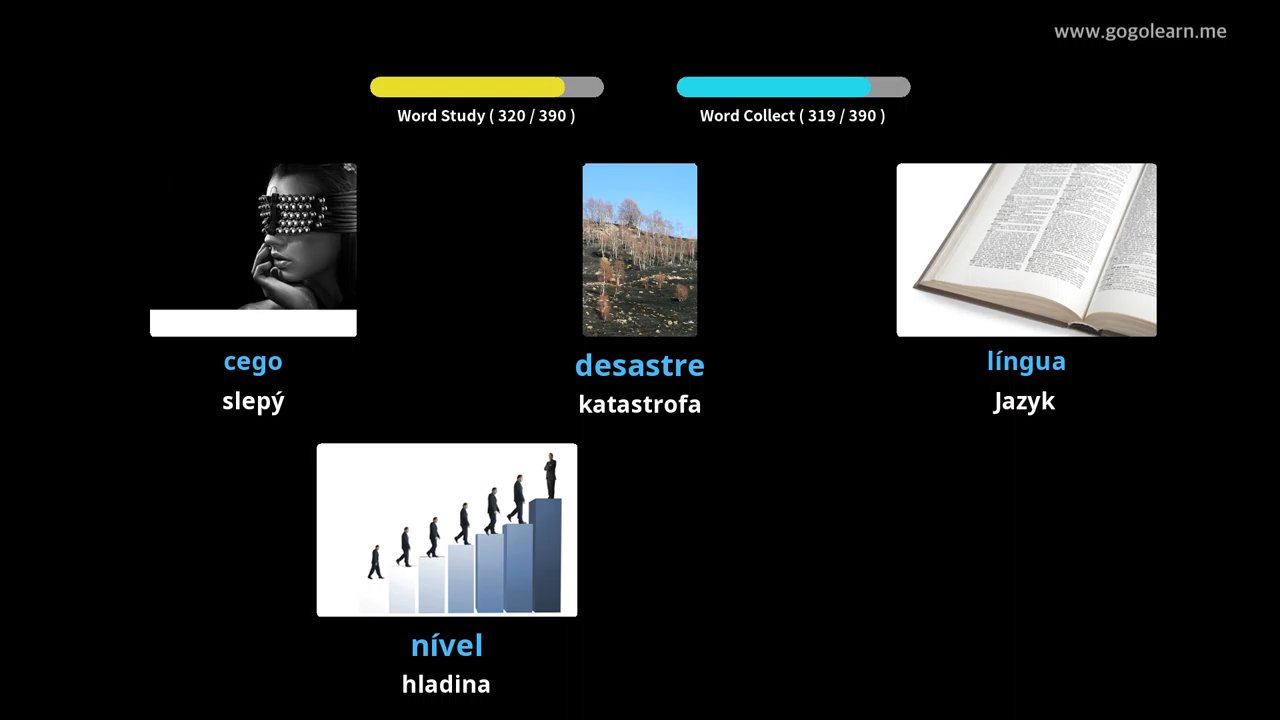 www.gogolearn.me
Word Study ( 320 / 390 )
Word Collect ( 319 / 390 )
cego
slepý
desastre
katastrofa
língua
Jazyk
nível
hladina